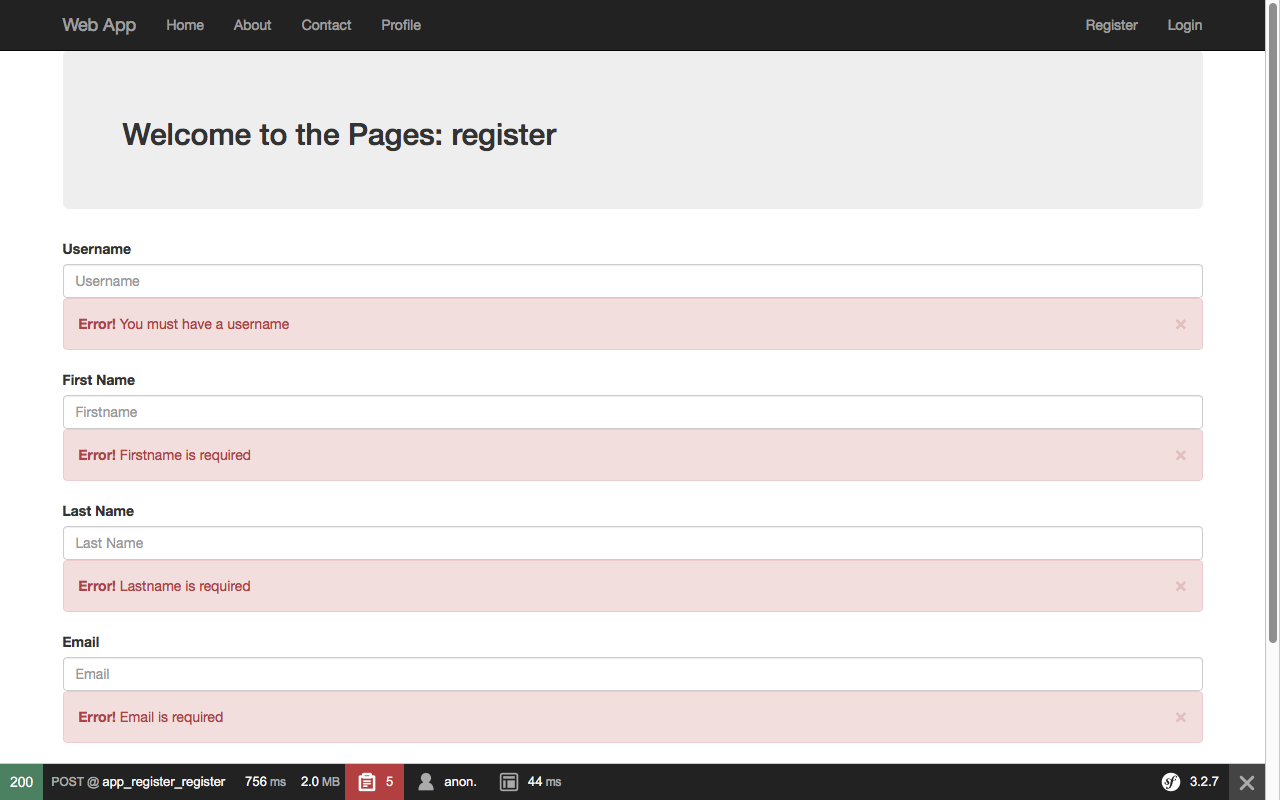 Web App Home About Contact Profile Register Login
Welcome to the Pages: register
Username
Username
Error! You must have a username ×
First Name
Firstname
Error! Firstname is required ×
Last Name
Last Name
Error! Lastname is required ×
Email
Email
Error! Email is required ×
200 POST @ app_register_register 756 ms 2.0 MB 5 anon. 44 ms sf 3.2.7 ×